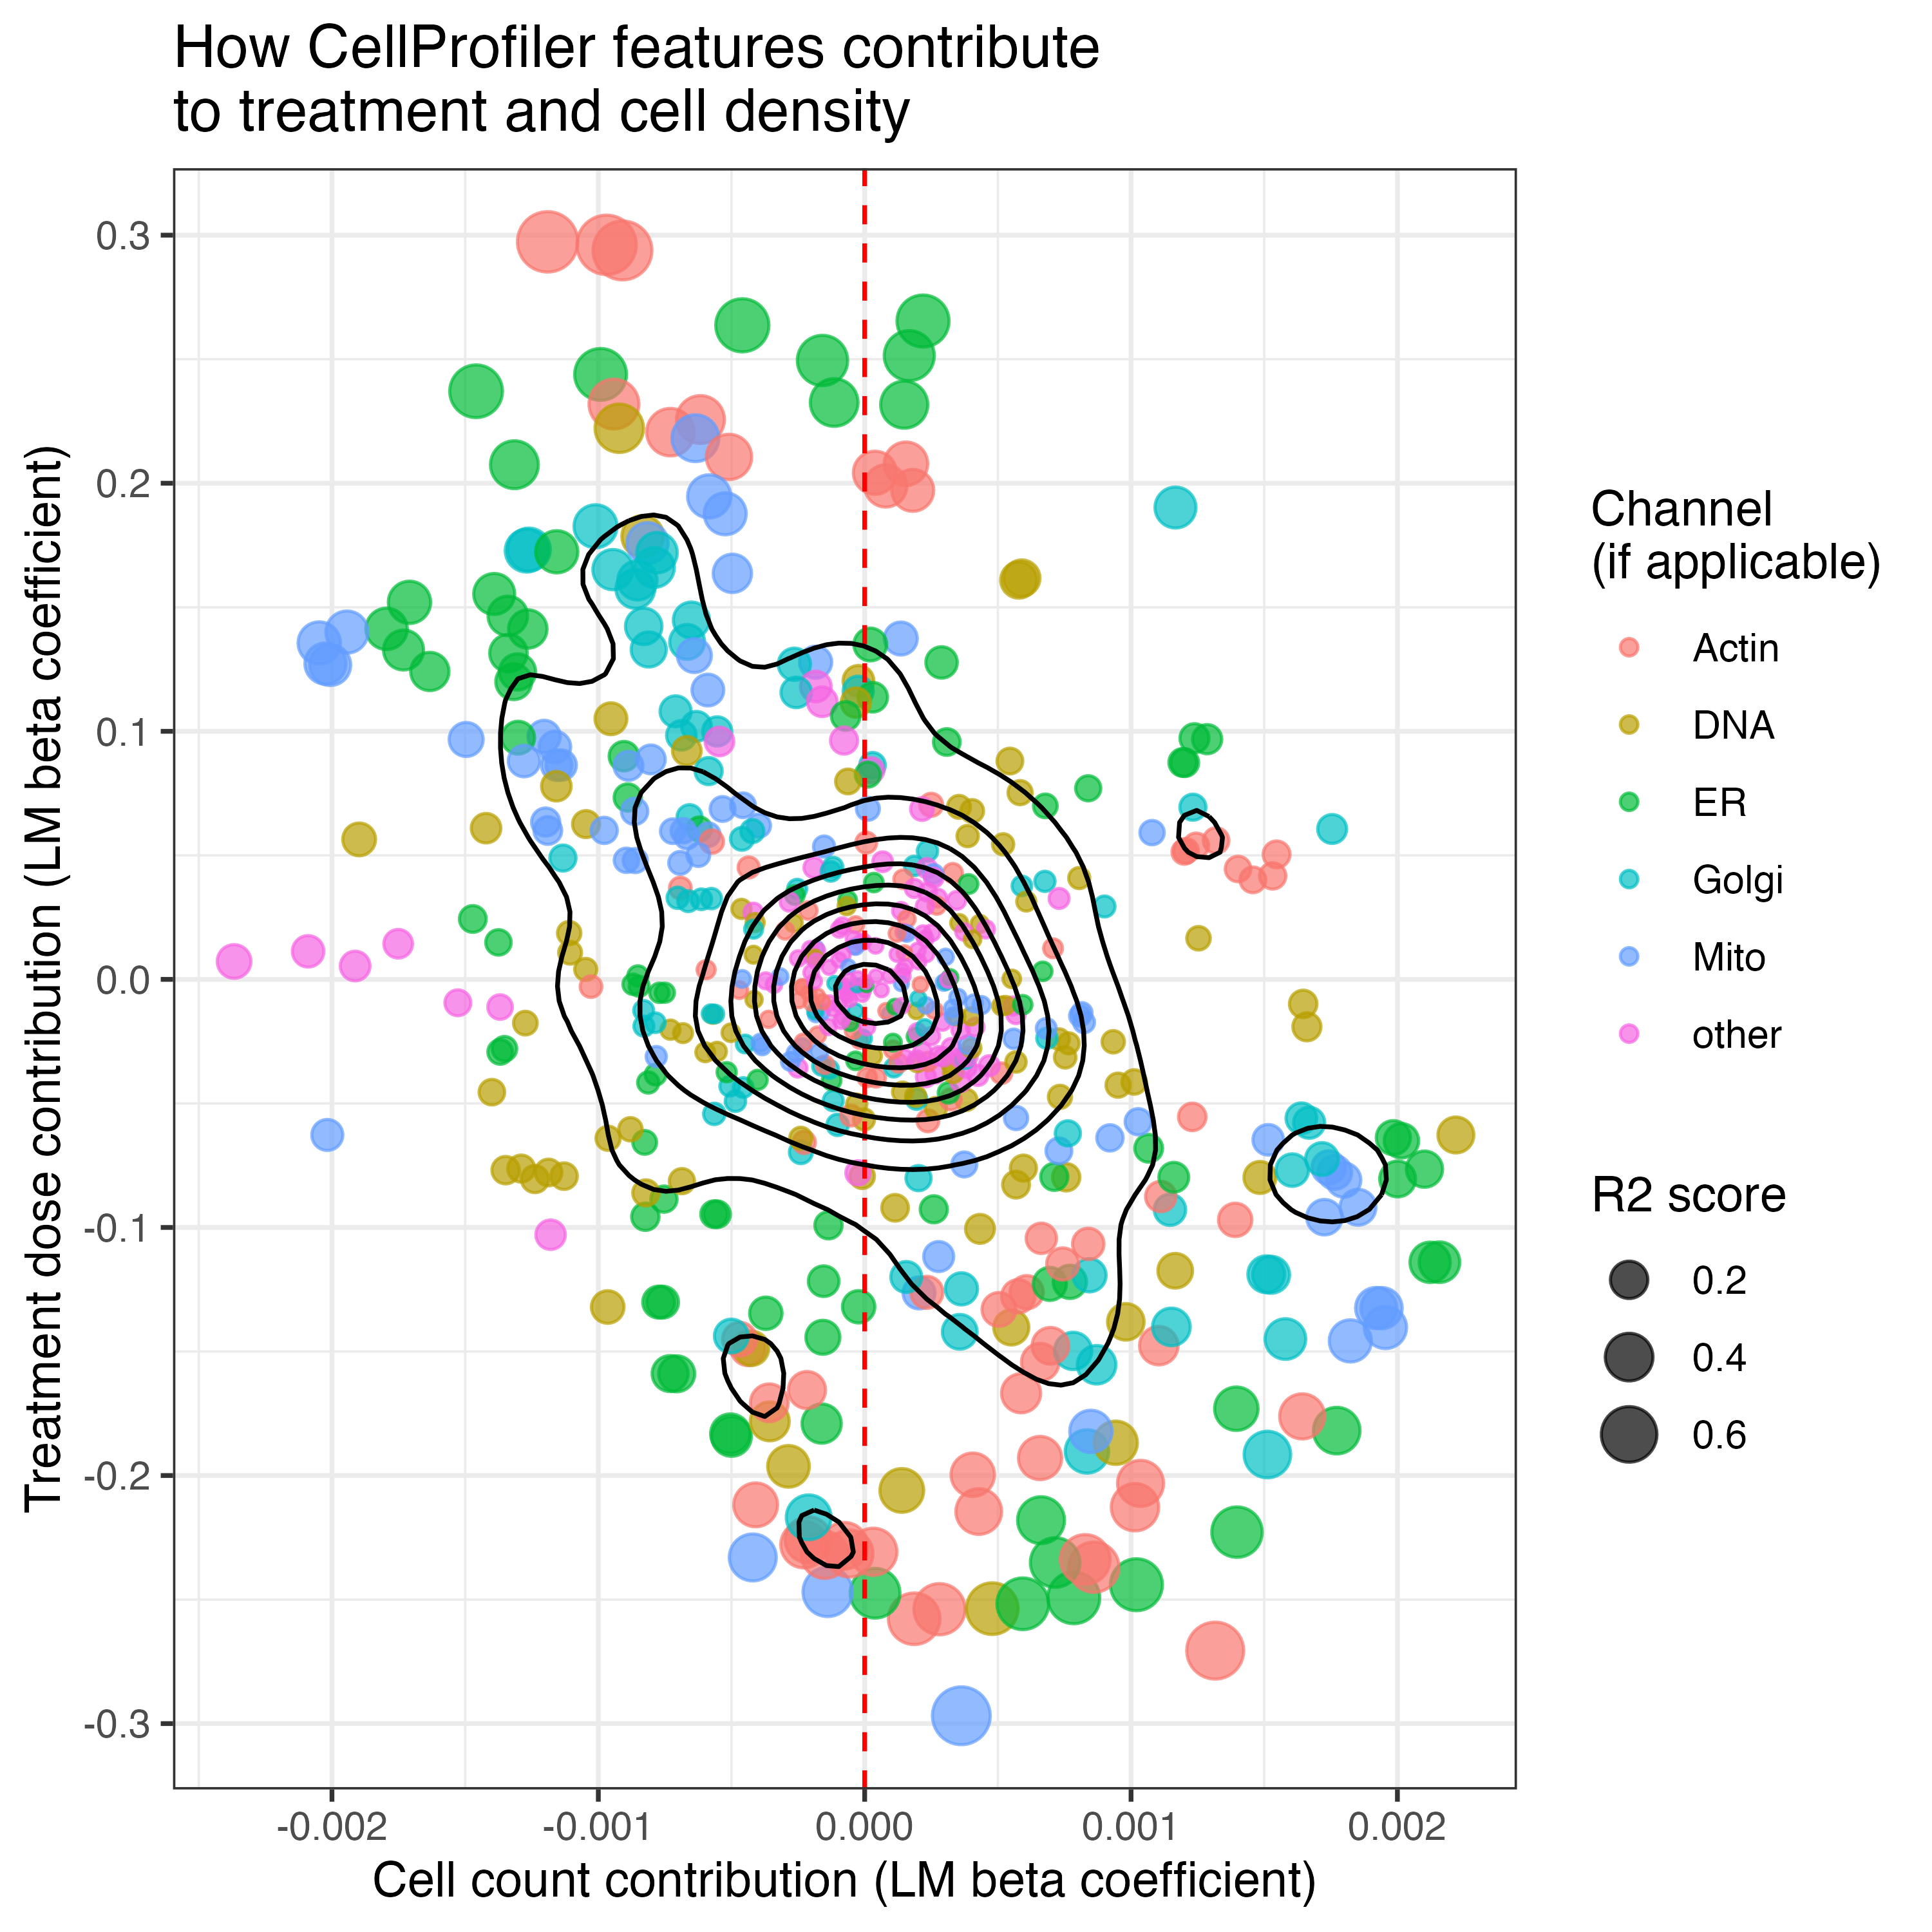 How CellProfiler features contribute
to treatment and cell density
Treatment dose contribution (LM beta coefficient)
0.3
0.2
0.1
0.0
-0.1
-0.2
-0.3
-0.002
-0.001
0.000
0.001
0.002
Cell count contribution (LM beta coefficient)
Channel
(if applicable)
Actin
DNA
ER
Golgi
Mito
other
R2 score
0.2
0.4
0.6